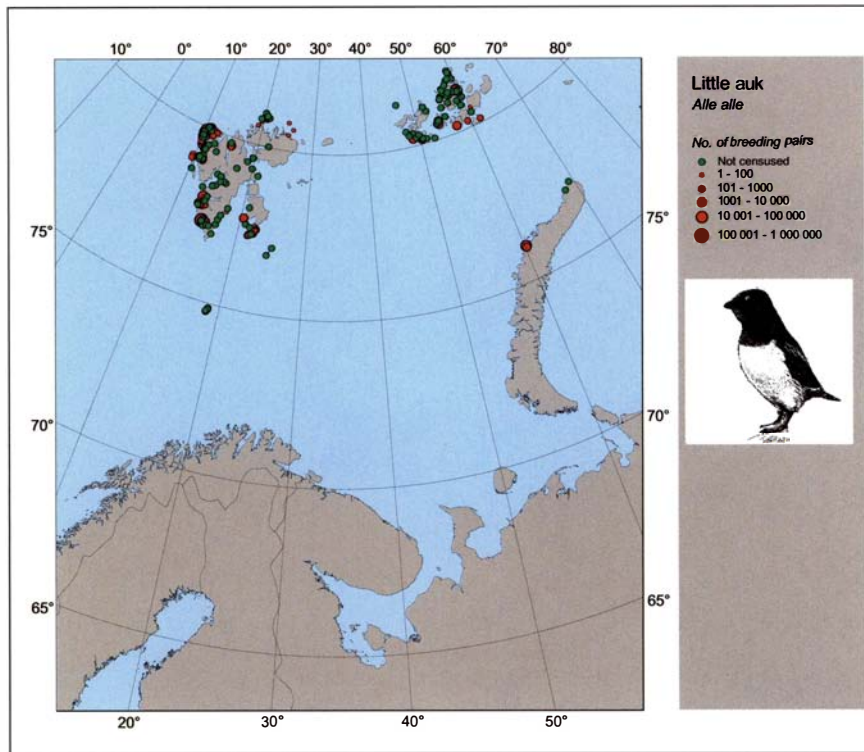 10° 0° 10° 20° 30° 40° 50° 60° 70° 80°
75° 75°
70° 70°
65° 65°
20° 30° 40° 50°
Little auk
Alle alle
No. of breeding pairs
Not censused
1 - 100
101 - 1000
1001 - 10 000
10 001 - 100 000
100 001 - 1 000 000